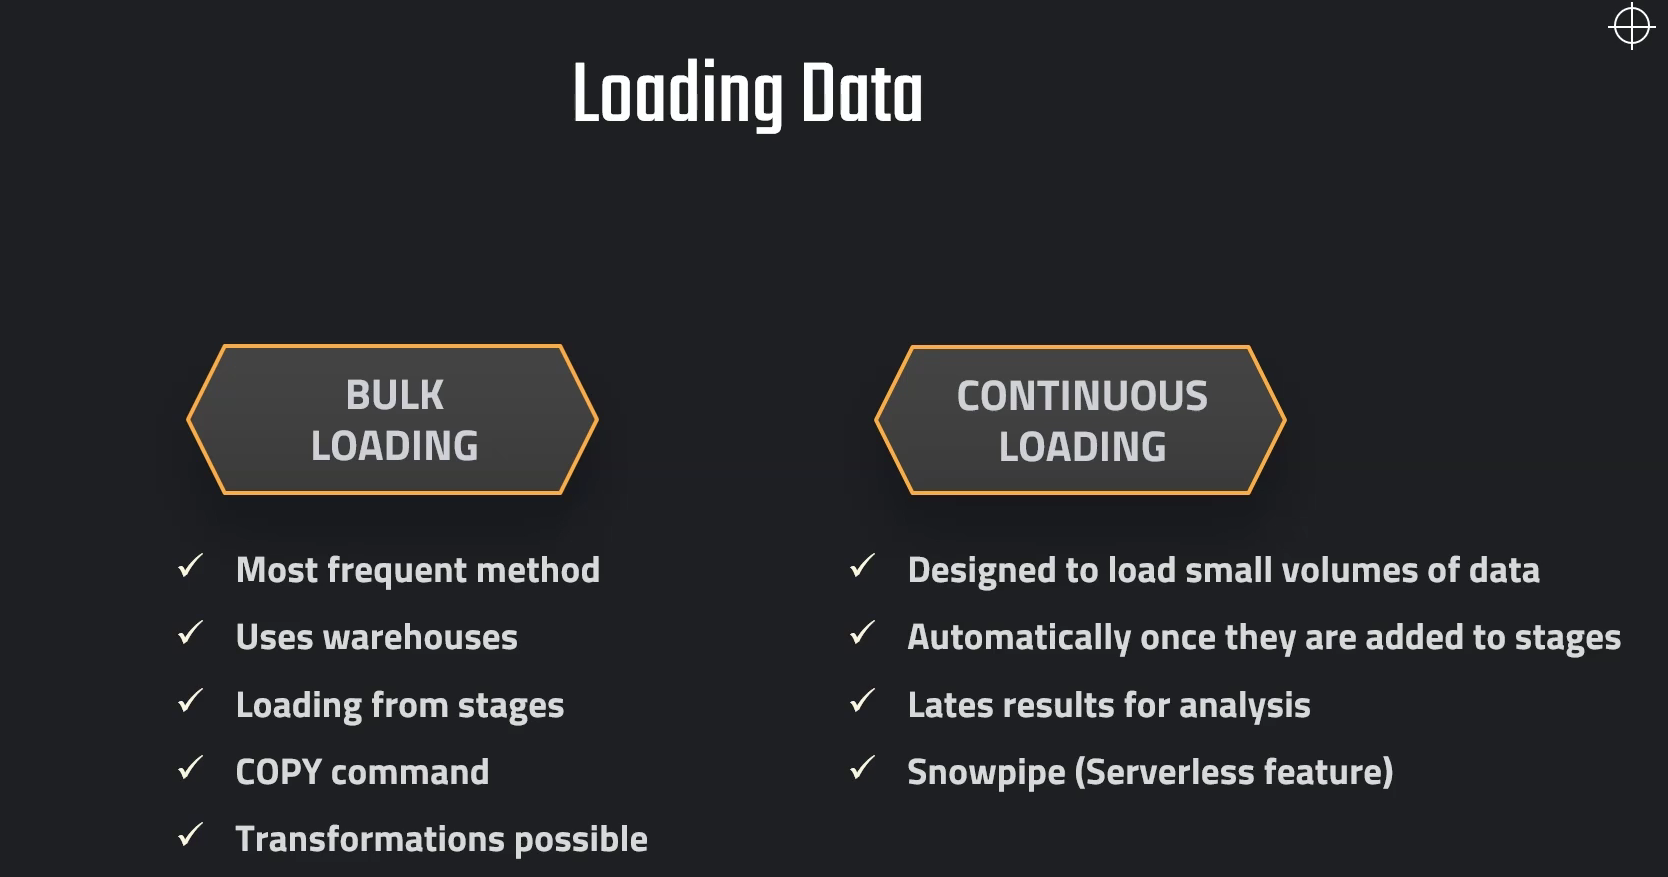 Loading Data
BULK
LOADING
Most frequent method
Uses warehouses
Loading from stages
COPY command
Transformations possible
CONTINUOUS
LOADING
Designed to load small volumes of data
Automatically once they are added to stages
Lates results for analysis
Snowpipe (Serverless feature)